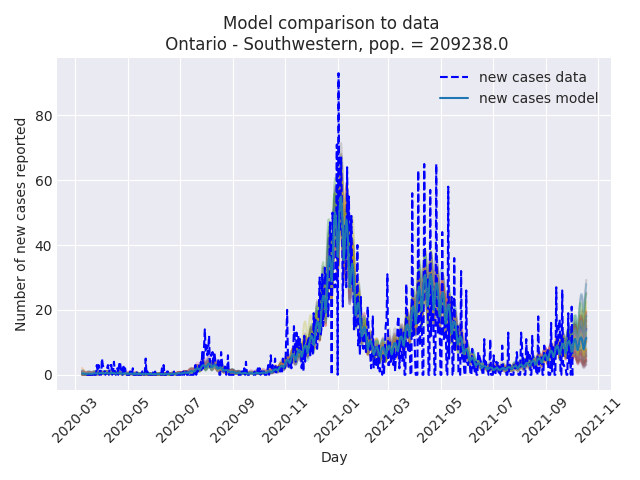 Model comparison to data
Ontario - Southwestern, pop. = 209238.0
new cases data
new cases model
Number of new cases reported
80
60
40
20
0
2020-03
2020-05
2020-07
2020-09
2020-11
2021-01
2021-03
2021-05
2021-07
2021-09
2021-11
Day